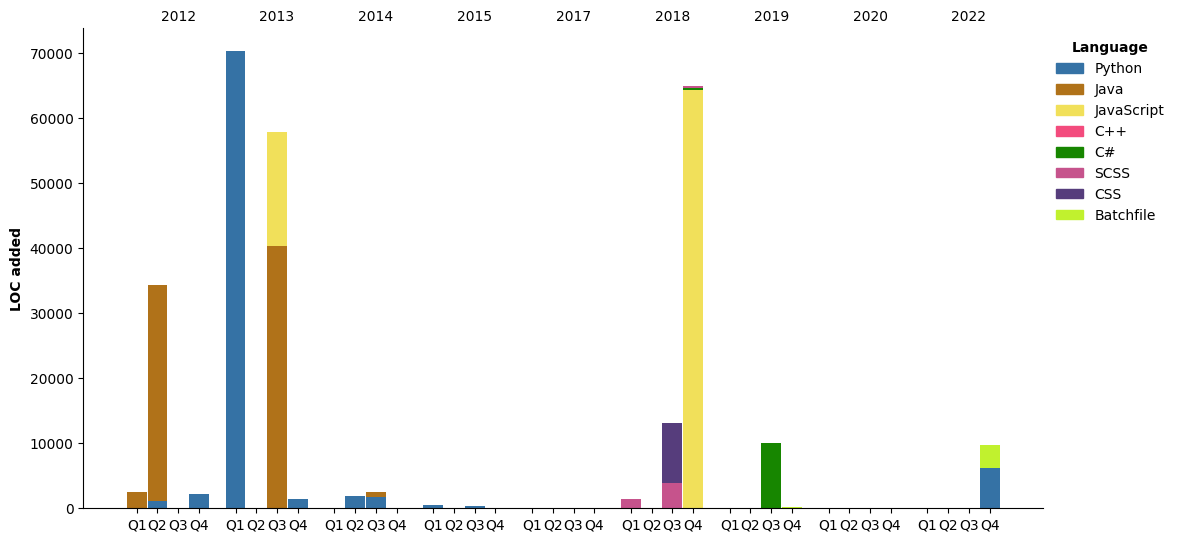 2012 2013 2014 2015 2017 2018 2019 2020 2022
70000
60000
50000
40000
30000
20000
10000
0
LOC added
Q1 Q2 Q3 Q4 Q1 Q2 Q3 Q4 Q1 Q2 Q3 Q4 Q1 Q2 Q3 Q4 Q1 Q2 Q3 Q4 Q1 Q2 Q3 Q4 Q1 Q2 Q3 Q4 Q1 Q2 Q3 Q4 Q1 Q2 Q3 Q4
Language
Python
Java
JavaScript
C++
C#
SCSS
CSS
Batchfile